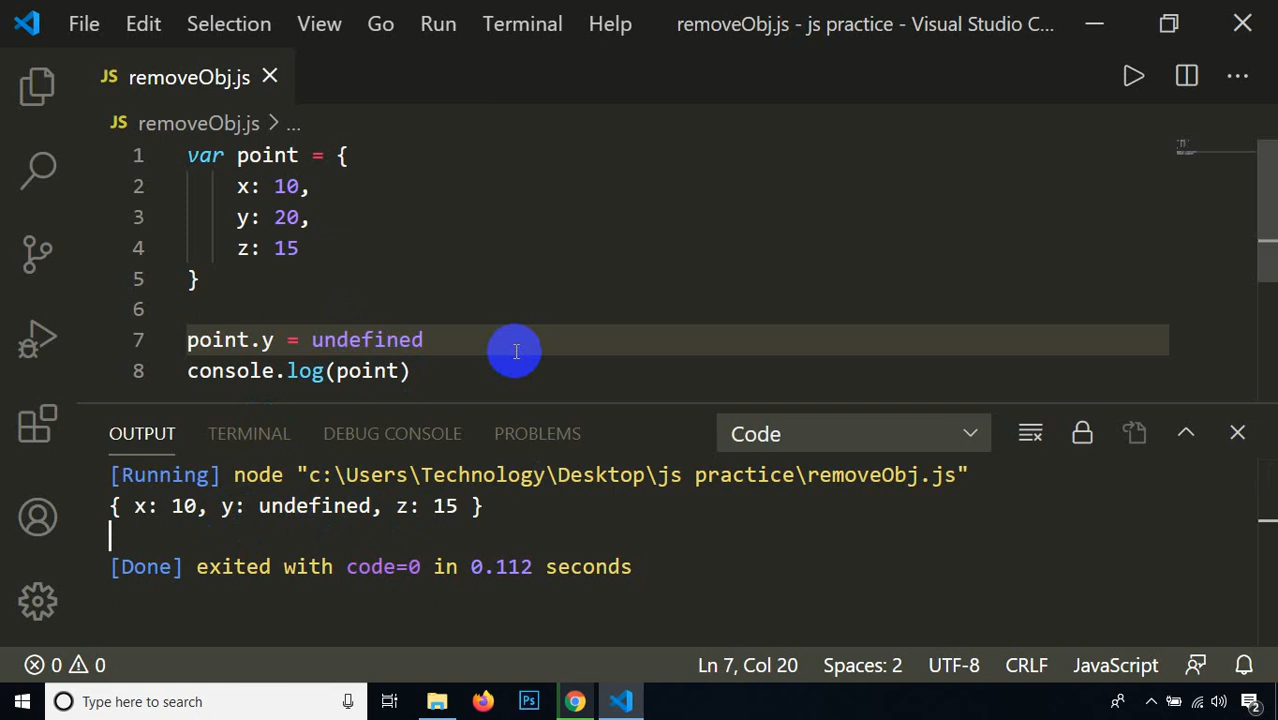 File Edit Selection View Go Run Terminal Help removeObj.js - js practice - Visual Studio C...
JS removeObj.js
JS removeObj.js > ...
1 var point = {
2 x: 10,
3 y: 20,
4 z: 15
5 }
6
7 point.y = undefined
8 console.log(point)
OUTPUT TERMINAL DEBUG CONSOLE PROBLEMS Code
[Running] node "c:\Users\Technology\Desktop\js practice\removeObj.js"
{ x: 10, y: undefined, z: 15 }
[Done] exited with code=0 in 0.112 seconds
0 0 Ln 7, Col 20 Spaces: 2 UTF-8 CRLF JavaScript
Type here to search Ps 2